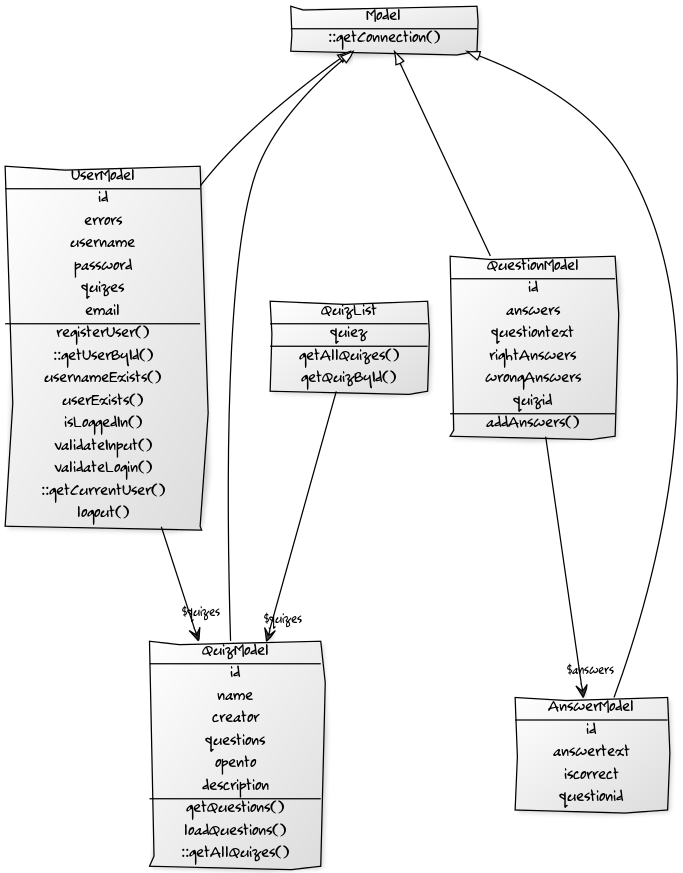 Model
::getConnection()
UserModel
id
errors
username
password
quizes
email
registerUser()
::getUserById()
usernameExists()
userExists()
isLoggedIn()
validateInput()
validateLogin()
::getCurrentUser()
logout()
QuizList
quiez
getAllQuizes()
getQuizById()
QuestionModel
id
answers
questiontext
rightAnswers
wrongAnswers
quizid
addAnswers()
$quizes
$quizes
$answers
QuizModel
id
name
creator
questions
opento
description
getQuestions()
loadQuestions()
::getAllQuizes()
AnswerModel
id
answertext
iscorrect
questionid